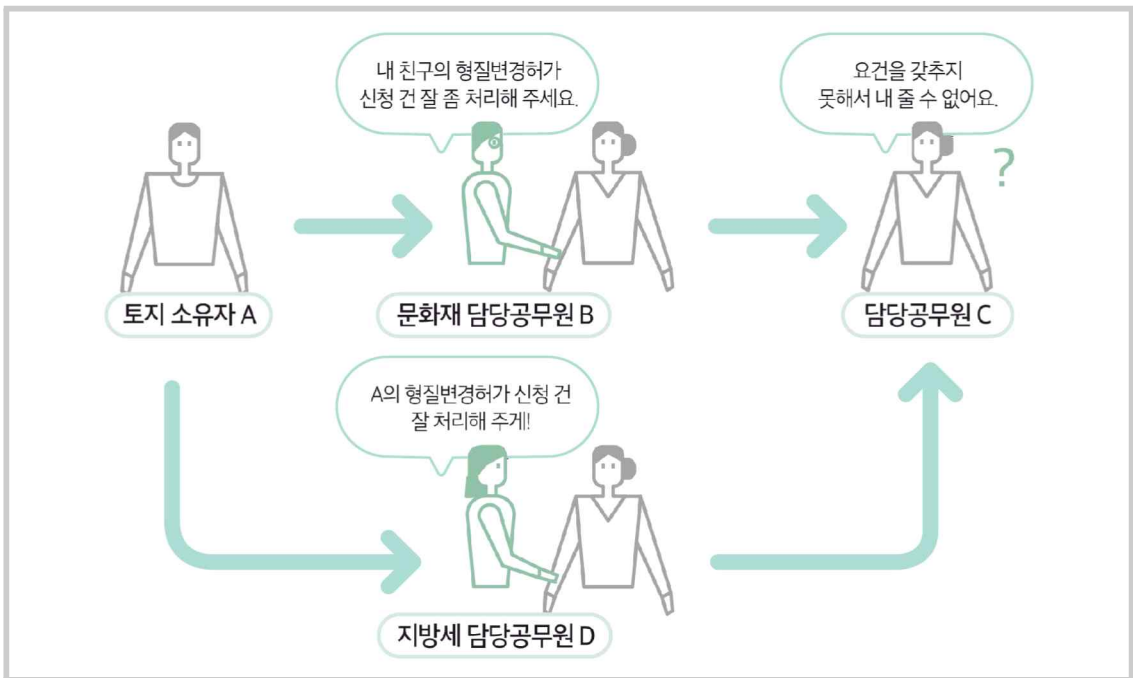 내 친구의 형질변경허가
신청 건 잘 좀 처리해 주세요.
요건을 갖추지
못해서 내 줄 수 없어요.
?
토지 소유자 A
문화재 담당공무원 B
담당공무원 C
A의 형질변경허가 신청 건
잘 처리해 주게!
지방세 담당공무원 D